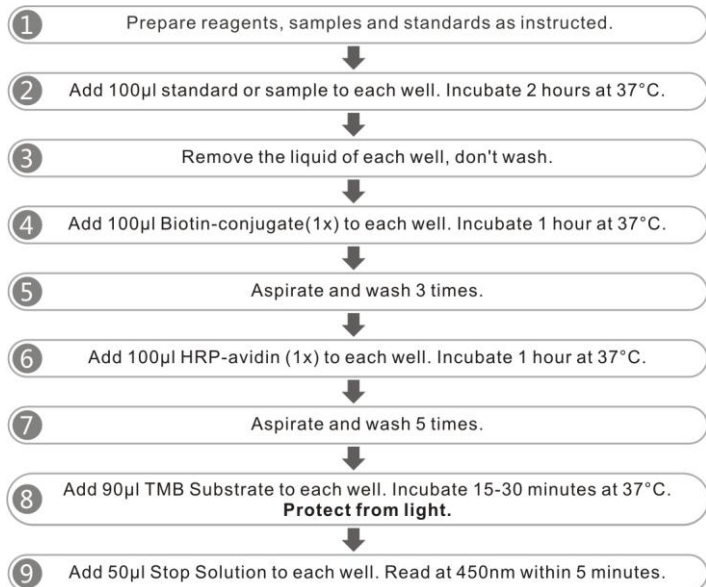 1 Prepare reagents, samples and standards as instructed.
2 Add 100µl standard or sample to each well. Incubate 2 hours at 37°C.
3 Remove the liquid of each well, don't wash.
4 Add 100µl Biotin-conjugate(1x) to each well. Incubate 1 hour at 37°C.
5 Aspirate and wash 3 times.
6 Add 100µl HRP-avidin (1x) to each well. Incubate 1 hour at 37°C.
7 Aspirate and wash 5 times.
8 Add 90µl TMB Substrate to each well. Incubate 15-30 minutes at 37°C.
Protect from light.
9 Add 50µl Stop Solution to each well. Read at 450nm within 5 minutes.